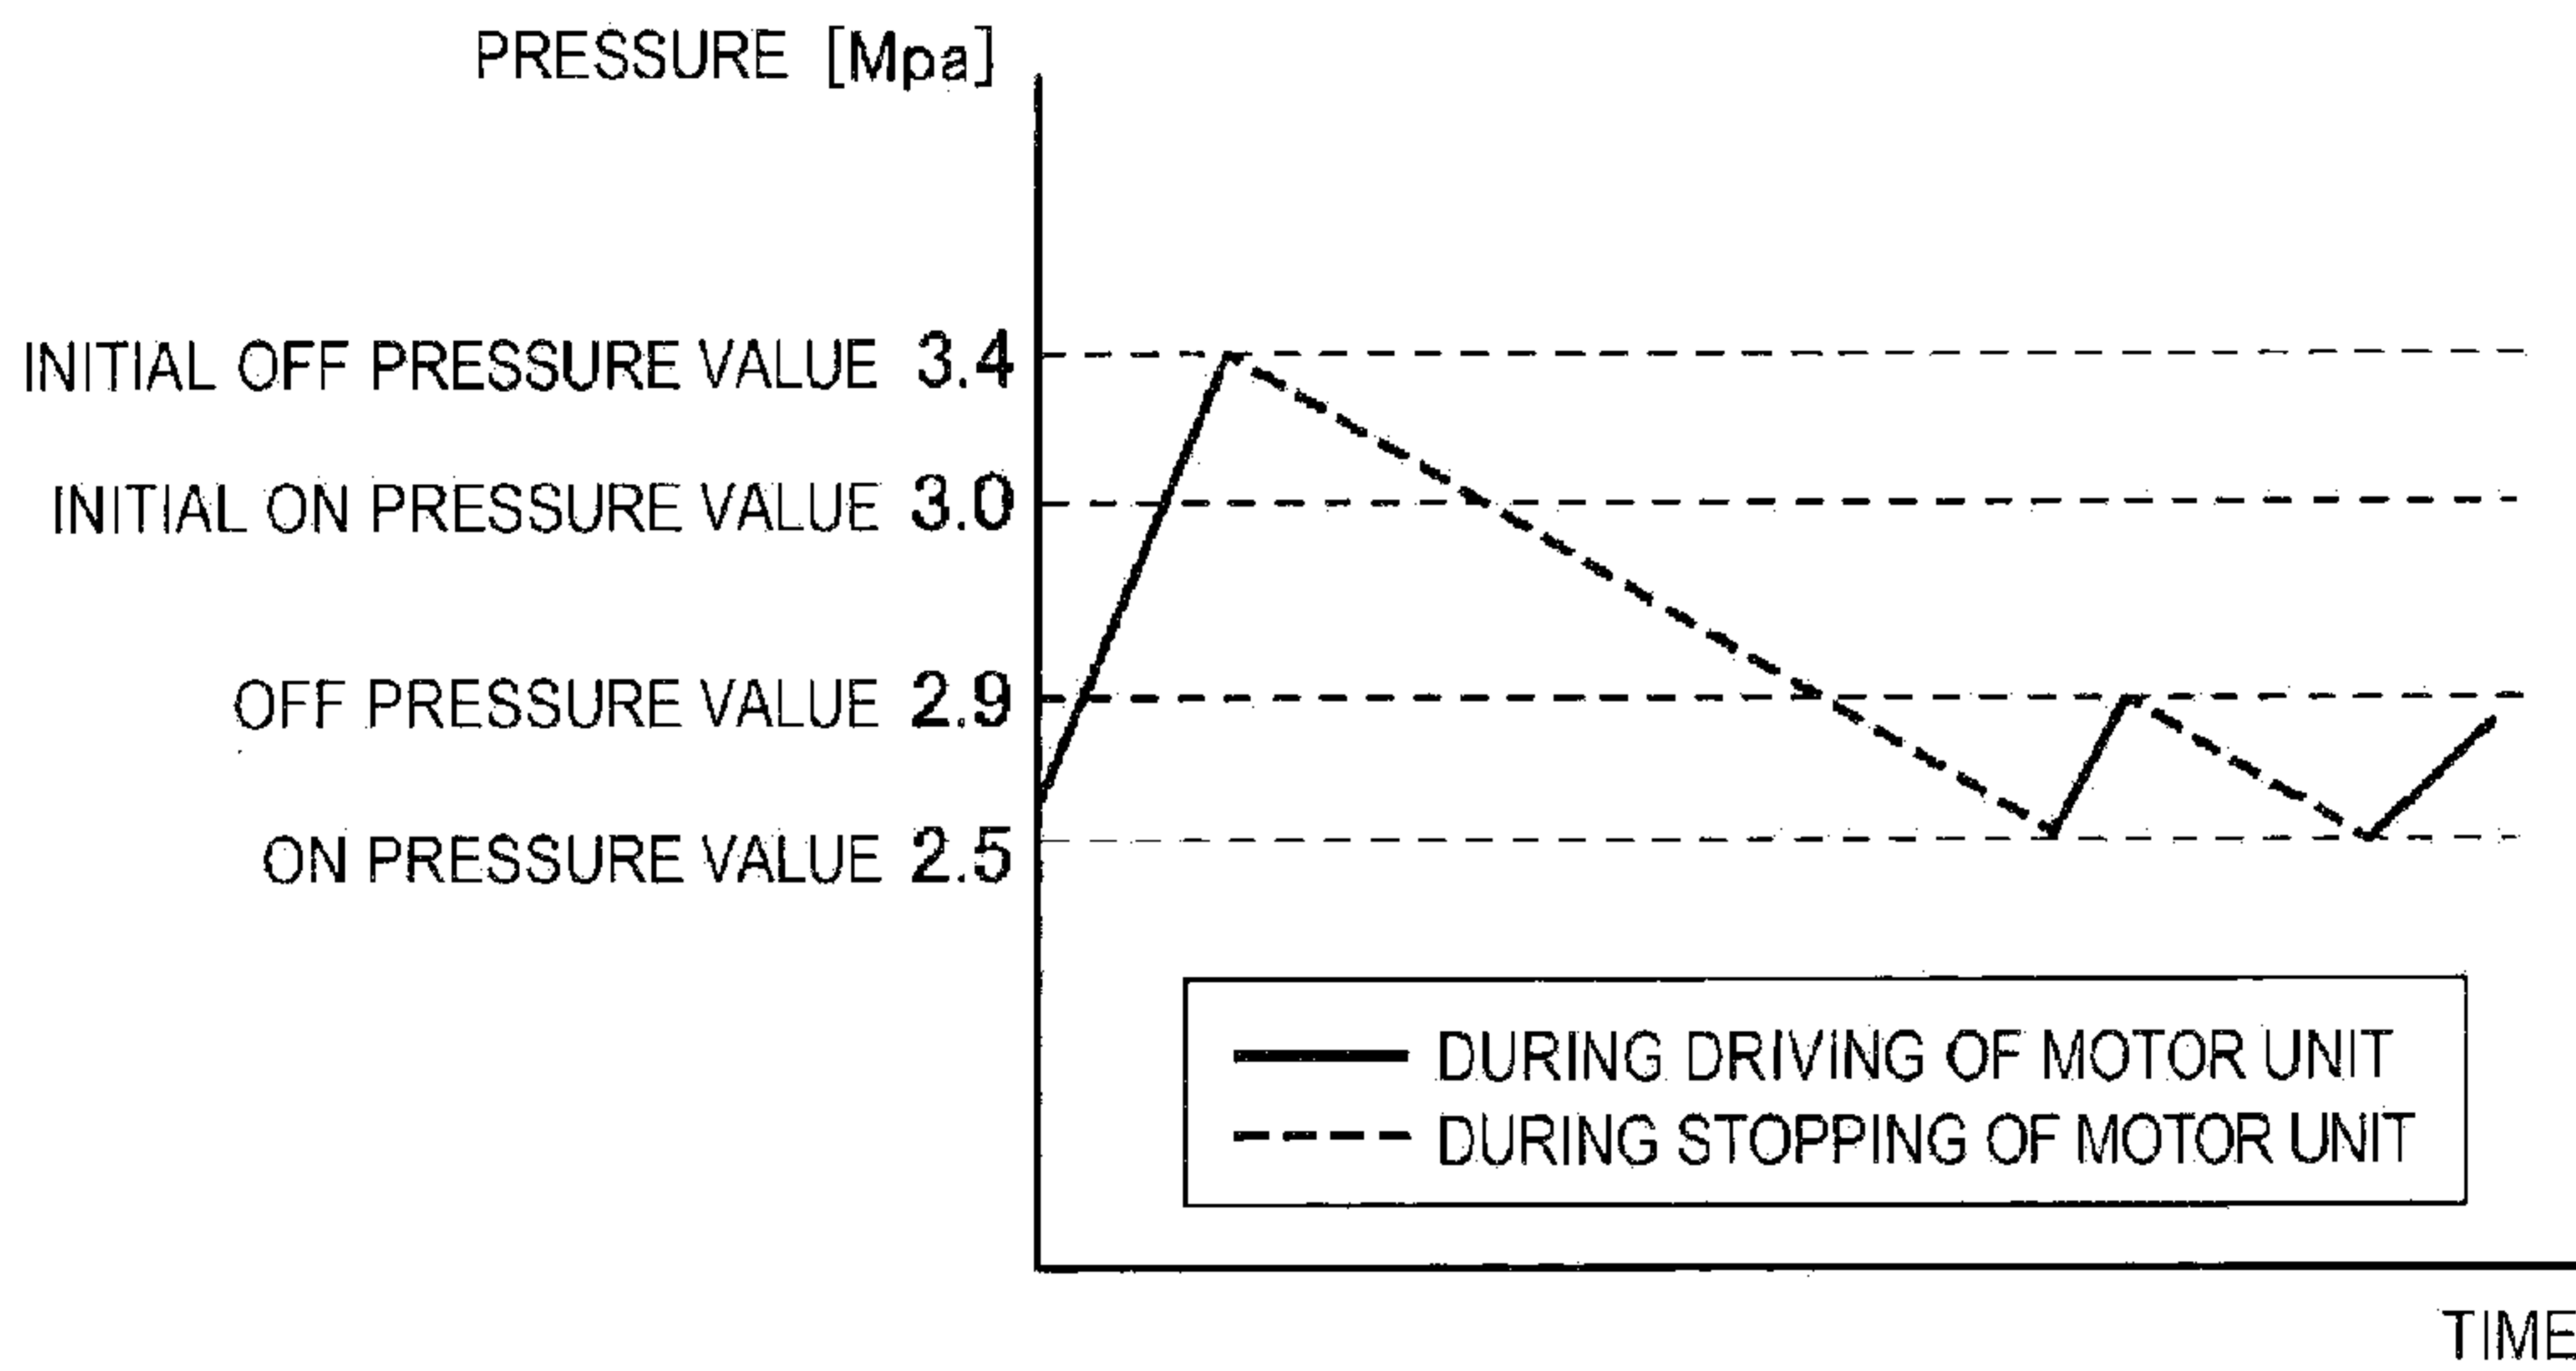 PRESSURE [Mpa]
INITIAL OFF PRESSURE VALUE 3.4
INITIAL ON PRESSURE VALUE 3.0
OFF PRESSURE VALUE 2.9
ON PRESSURE VALUE 2.5
DURING DRIVING OF MOTOR UNIT
DURING STOPPING OF MOTOR UNIT
TIME